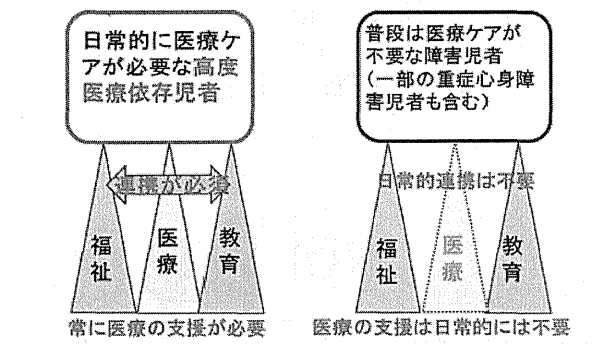 日常的に医療ケ
アが必要な高度
医療依存児者
連携が必須
福祉
医療
教育
常に医療の支援が必要
普段は医療ケアが
不要な障害児者
(一部の重症心身障
害児者も含む)
日常的連携は不要
福祉
医療
教育
医療の支援は日常的には不要